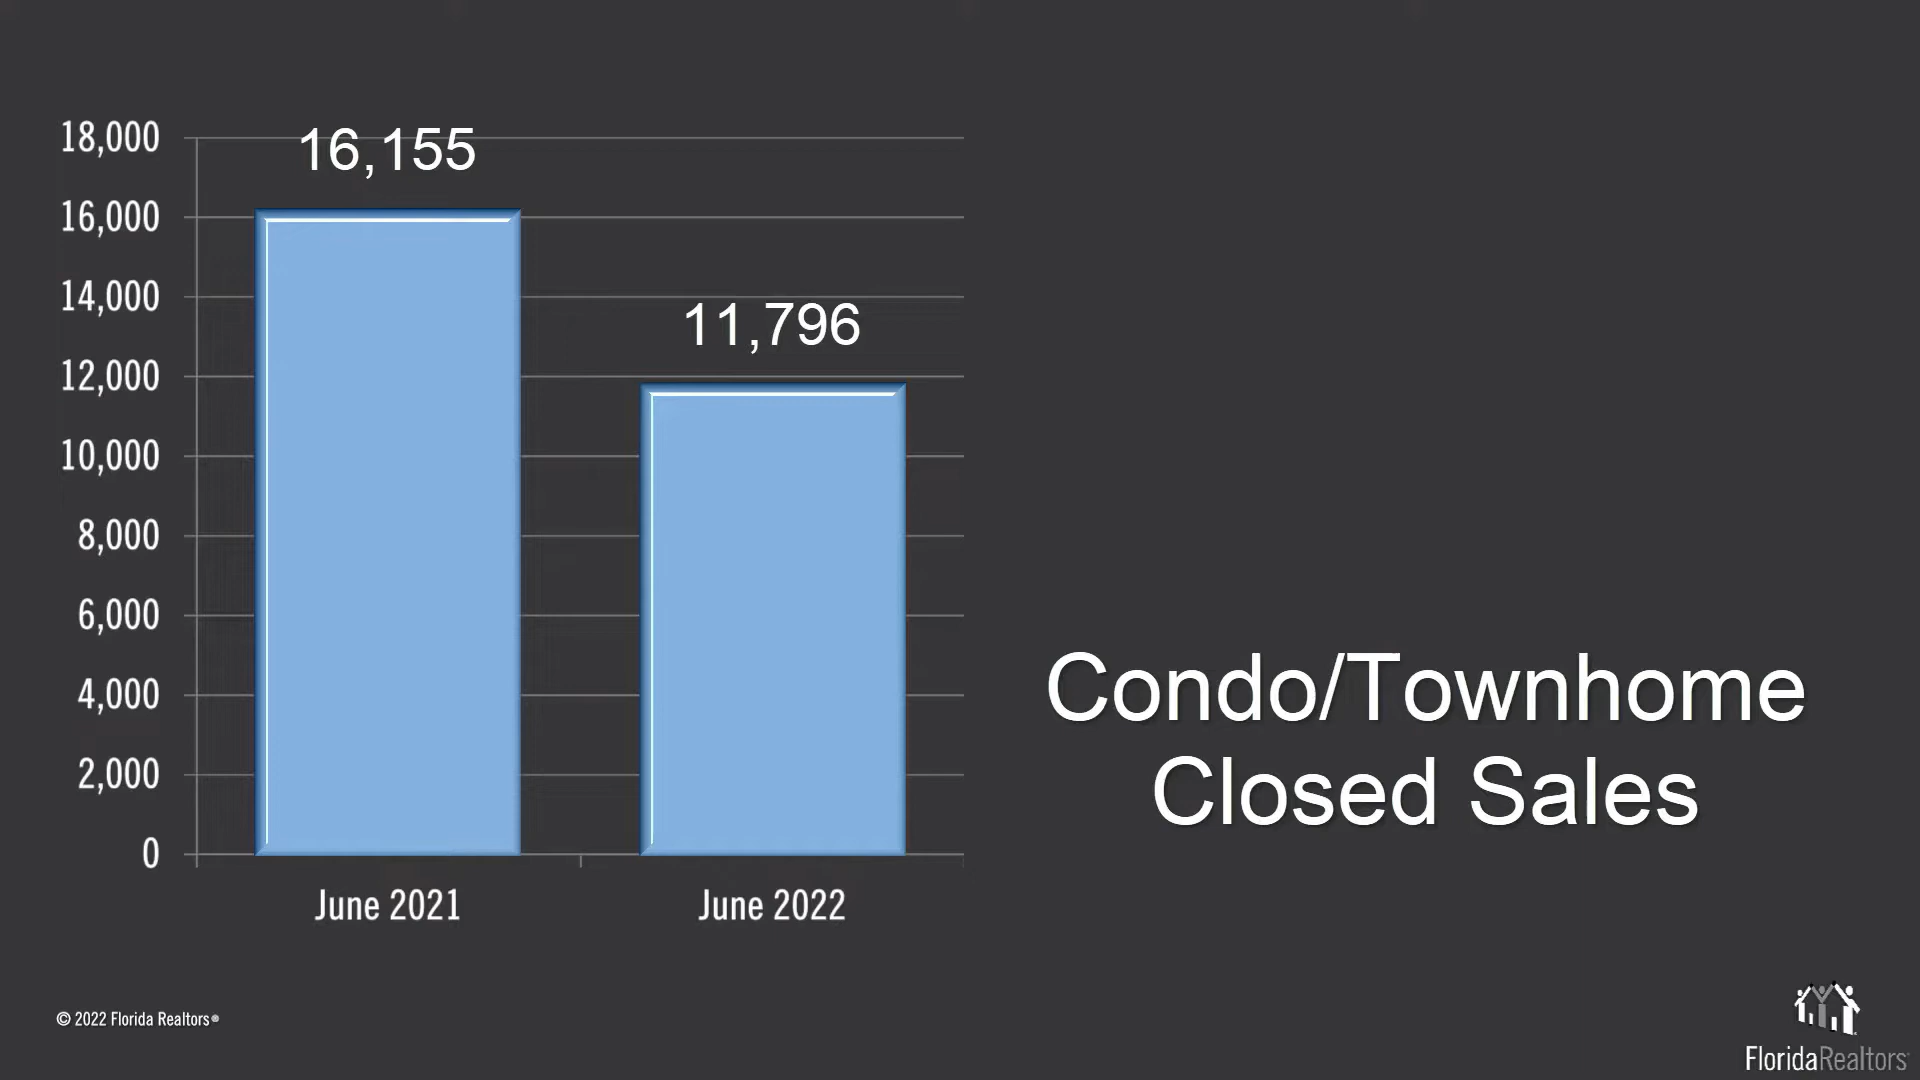 18,000
16,000
14,000
12,000
10,000
8,000
6,000
4,000
2,000
0
16,155
11,796
June 2021
June 2022
Condo/Townhome
Closed Sales
© 2022 Florida Realtors®
FloridaRealtors